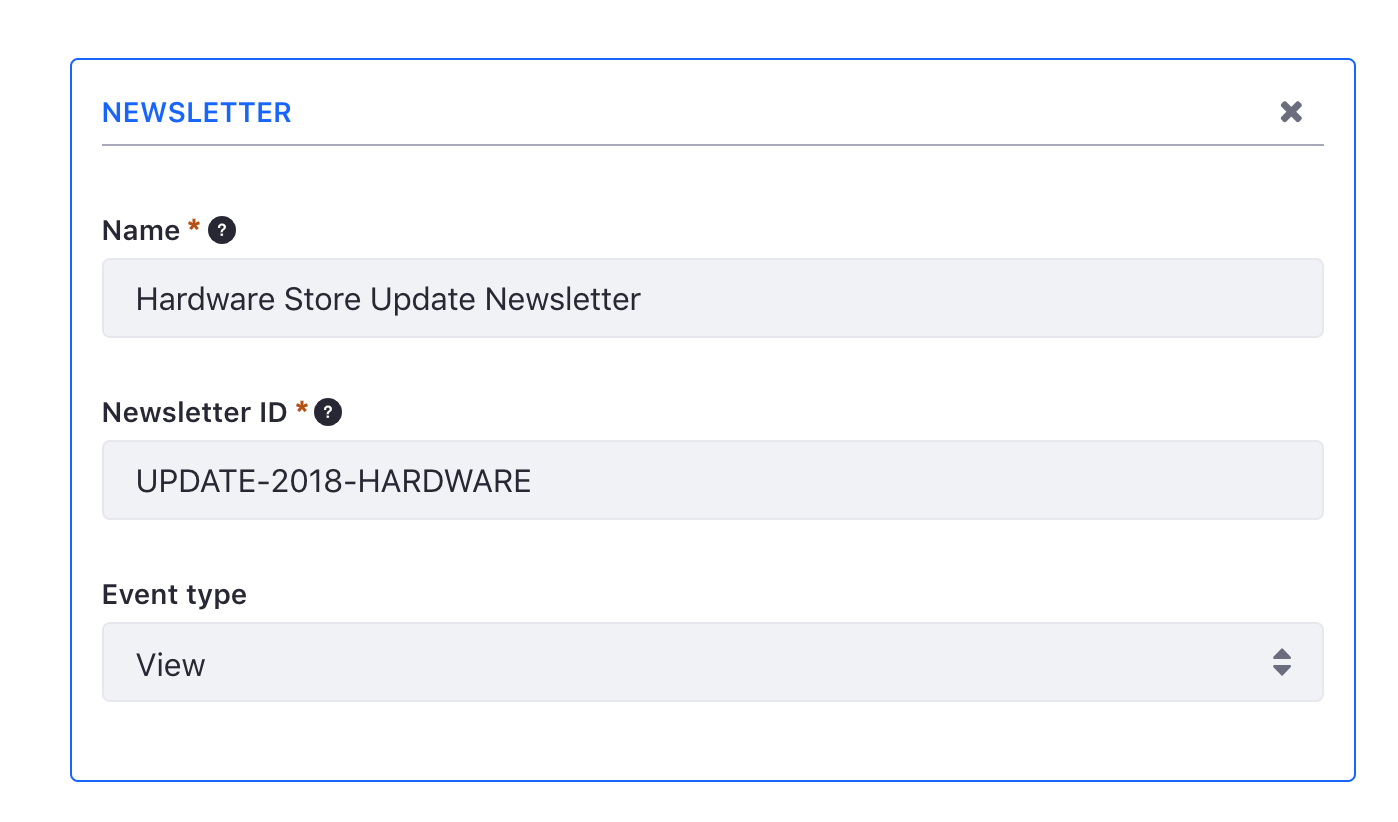 NEWSLETTER
Name * ?
Hardware Store Update Newsletter
Newsletter ID * ?
UPDATE-2018-HARDWARE
Event type
View